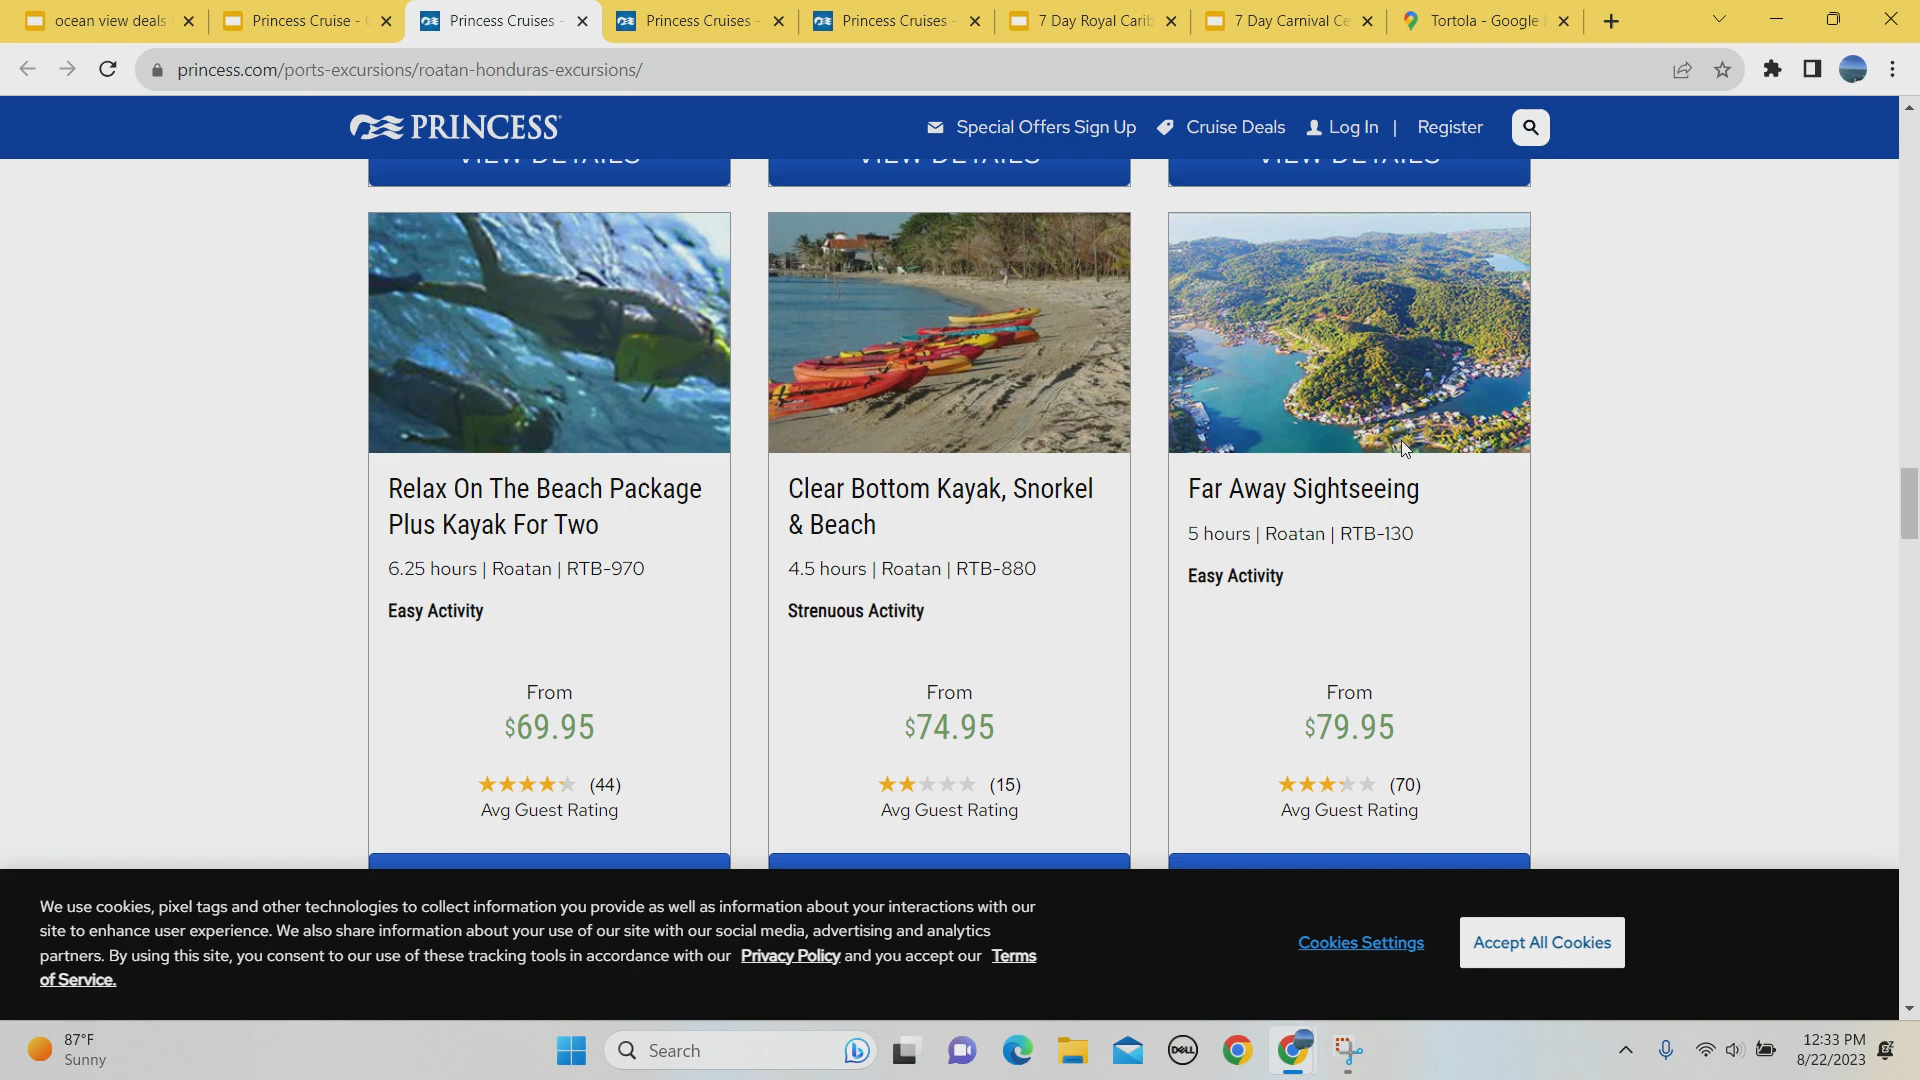 ocean view deals
Princess Cruise -
Princess Cruises -
Princess Cruises -
Princess Cruises -
7 Day Royal Carib
7 Day Carnival Ce
Tortola - Google
princess.com/ports-excursions/roatan-honduras-excursions/
PRINCESS
Special Offers Sign Up
Cruise Deals
Log In |
Register
VIEW DETAILS
VIEW DETAILS
VIEW DETAILS
Relax On The Beach Package
Plus Kayak For Two
6.25 hours | Roatan | RTB-970
Easy Activity
From
$69.95
(44)
Avg Guest Rating
Clear Bottom Kayak, Snorkel
& Beach
4.5 hours | Roatan | RTB-880
Strenuous Activity
From
$74.95
(15)
Avg Guest Rating
Far Away Sightseeing
5 hours | Roatan | RTB-130
Easy Activity
From
$79.95
(70)
Avg Guest Rating
We use cookies, pixel tags and other technologies to collect information you provide as well as information about your interactions with our
site to enhance user experience. We also share information about your use of our site with our social media, advertising and analytics
partners. By using this site, you consent to our use of these tracking tools in accordance with our Privacy Policy and you accept our Terms
of Service.
Cookies Settings
Accept All Cookies
87°F
Sunny
Search
DELL
12:33 PM
8/22/2023